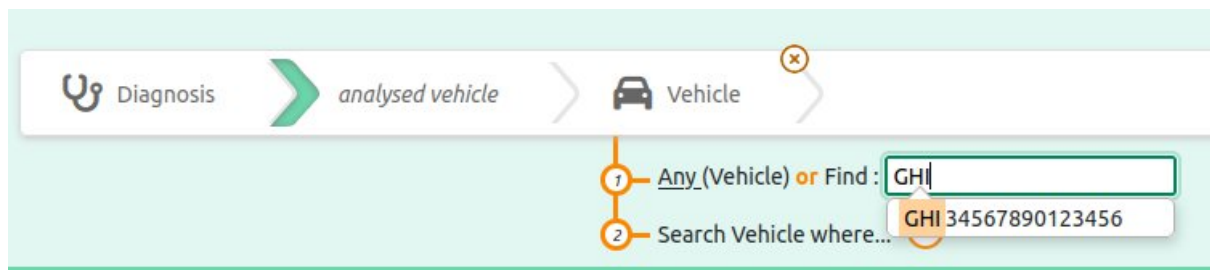 Diagnosis analysed vehicle Vehicle
1 Any (Vehicle) or Find : GHI
GHI34567890123456
2 Search Vehicle where...